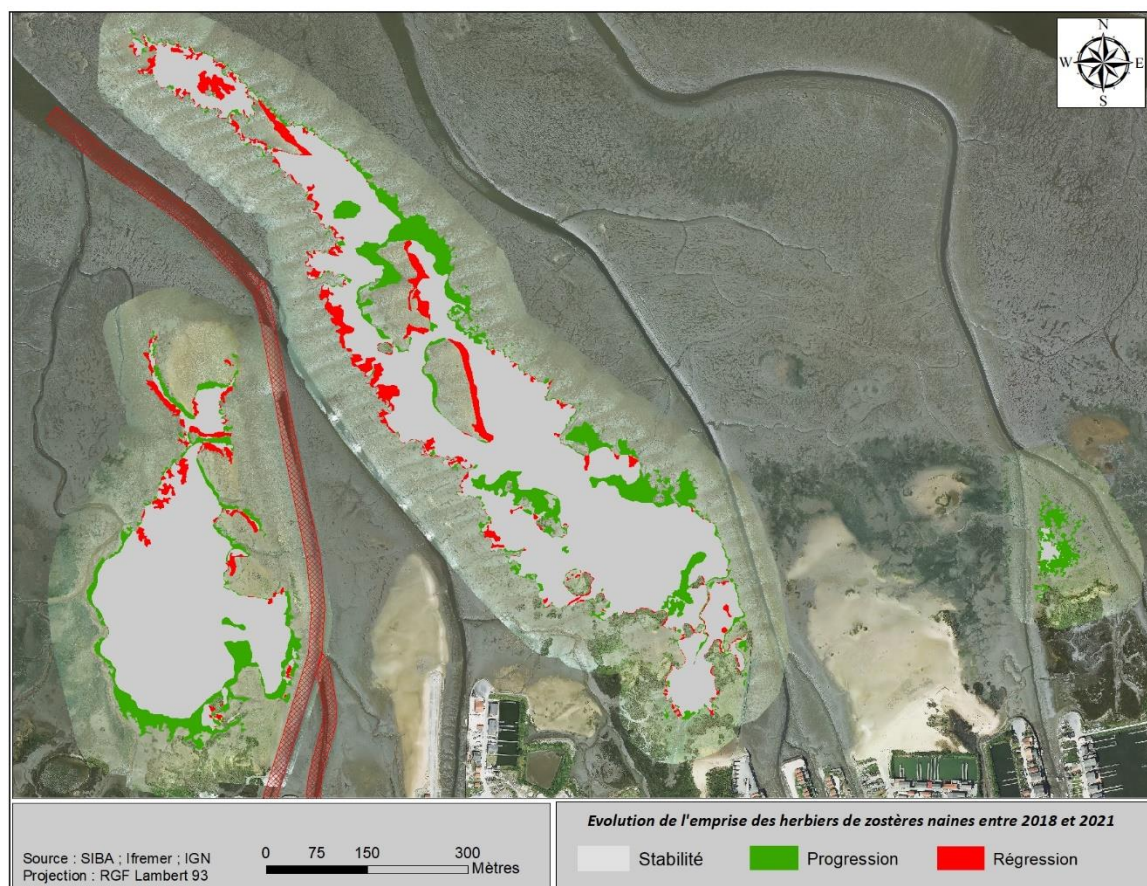 N
W E
S
Source : SIBA ; Ifremer ; IGN
Projection : RGF Lambert 93
0 75 150 300
Mètres
Evolution de l'emprise des herbiers de zostères naines entre 2018 et 2021
Stabilité Progression Régression